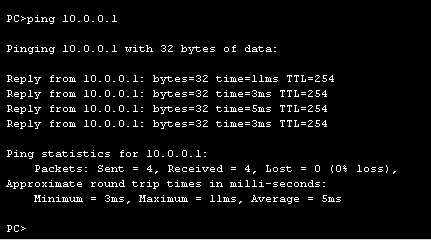 PC>ping 10.0.0.1
Pinging 10.0.0.1 with 32 bytes of data:
Reply from 10.0.0.1: bytes=32 time=11ms TTL=254
Reply from 10.0.0.1: bytes=32 time=3ms TTL=254
Reply from 10.0.0.1: bytes=32 time=5ms TTL=254
Reply from 10.0.0.1: bytes=32 time=3ms TTL=254
Ping statistics for 10.0.0.1:
    Packets: Sent = 4, Received = 4, Lost = 0 (0% loss),
Approximate round trip times in milli-seconds:
    Minimum = 3ms, Maximum = 11ms, Average = 5ms
PC>